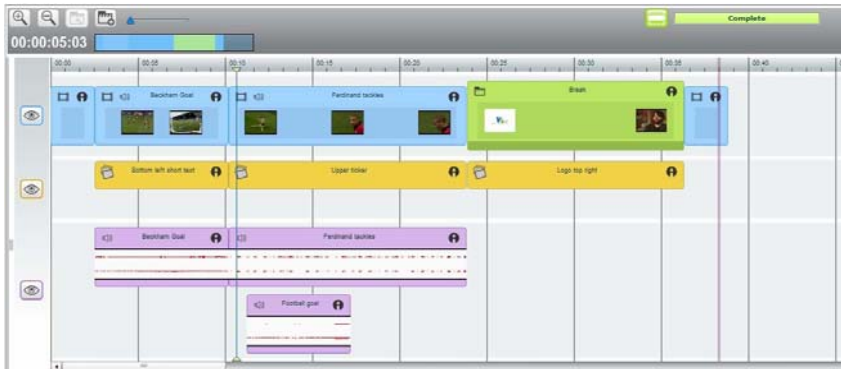 Complete
00:00:05:03
00:00 00:05 00:10 00:15 00:20 00:25 00:30 00:35 00:40
Beckham Goal Ferdinand tackles Break
Bottom left short text Upper ticker Logo top right
Beckham Goal Ferdinand tackles
Football goal